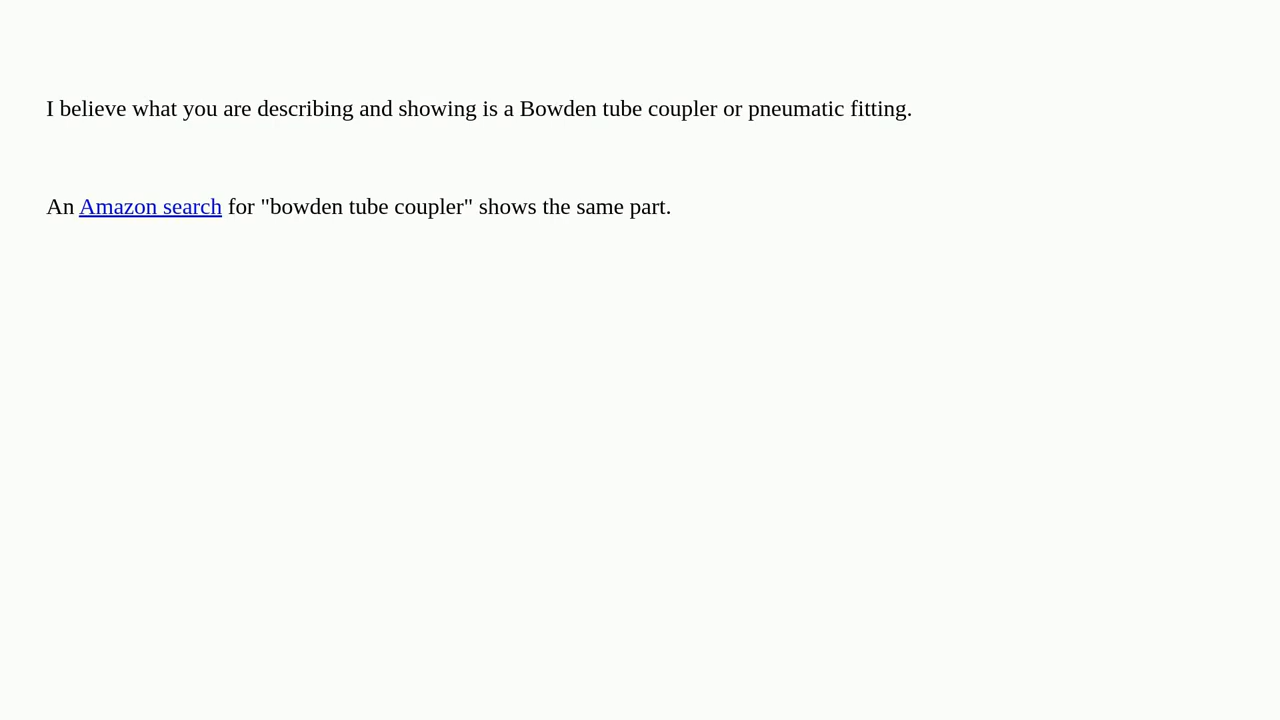 I believe what you are describing and showing is a Bowden tube coupler or pneumatic fitting.
An Amazon search for "bowden tube coupler" shows the same part.